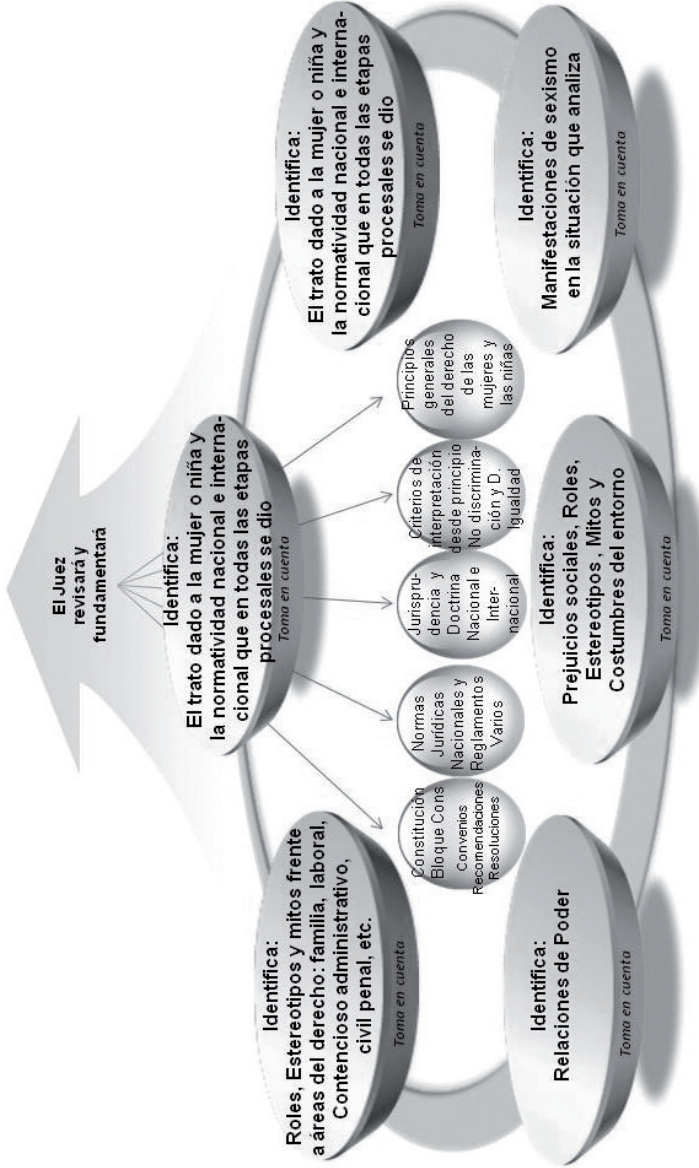 El Juez
revisará y
fundamentará
Identifica:
Roles, Estereotipos y mitos frente
a áreas del derecho: familia, laboral,
Contencioso administrativo,
civil penal, etc.
Toma en cuenta
Identifica:
El trato dado a la mujer o niña y
la normatividad nacional e interna-
cional que en todas las etapas
procesales se dio
Toma en cuenta
Identifica:
El trato dado a la mujer o niña y
la normatividad nacional e interna-
cional que en todas las etapas
procesales se dio
Toma en cuenta
Constitución
Bloque Cons
Convenios
Recomendaciones
Resoluciones
Normas
Jurídicas
Nacionales y
Reglamentos
Varios
Jurispru-
dencia y
Doctrina
Nacional e
Inter-
nacional
Criterios de
interpretación
desde principio
No discrimina-
ción y D.
Igualdad
Principios
generales
del derecho
de las
mujeres y
las niñas
Identifica:
Relaciones de Poder
Toma en cuenta
Identifica:
Prejuicios sociales, Roles,
Estereotipos , Mitos y
Costumbres del entorno
Toma en cuenta
Identifica:
Manifestaciones de sexismo
en la situación que analiza
Toma en cuenta